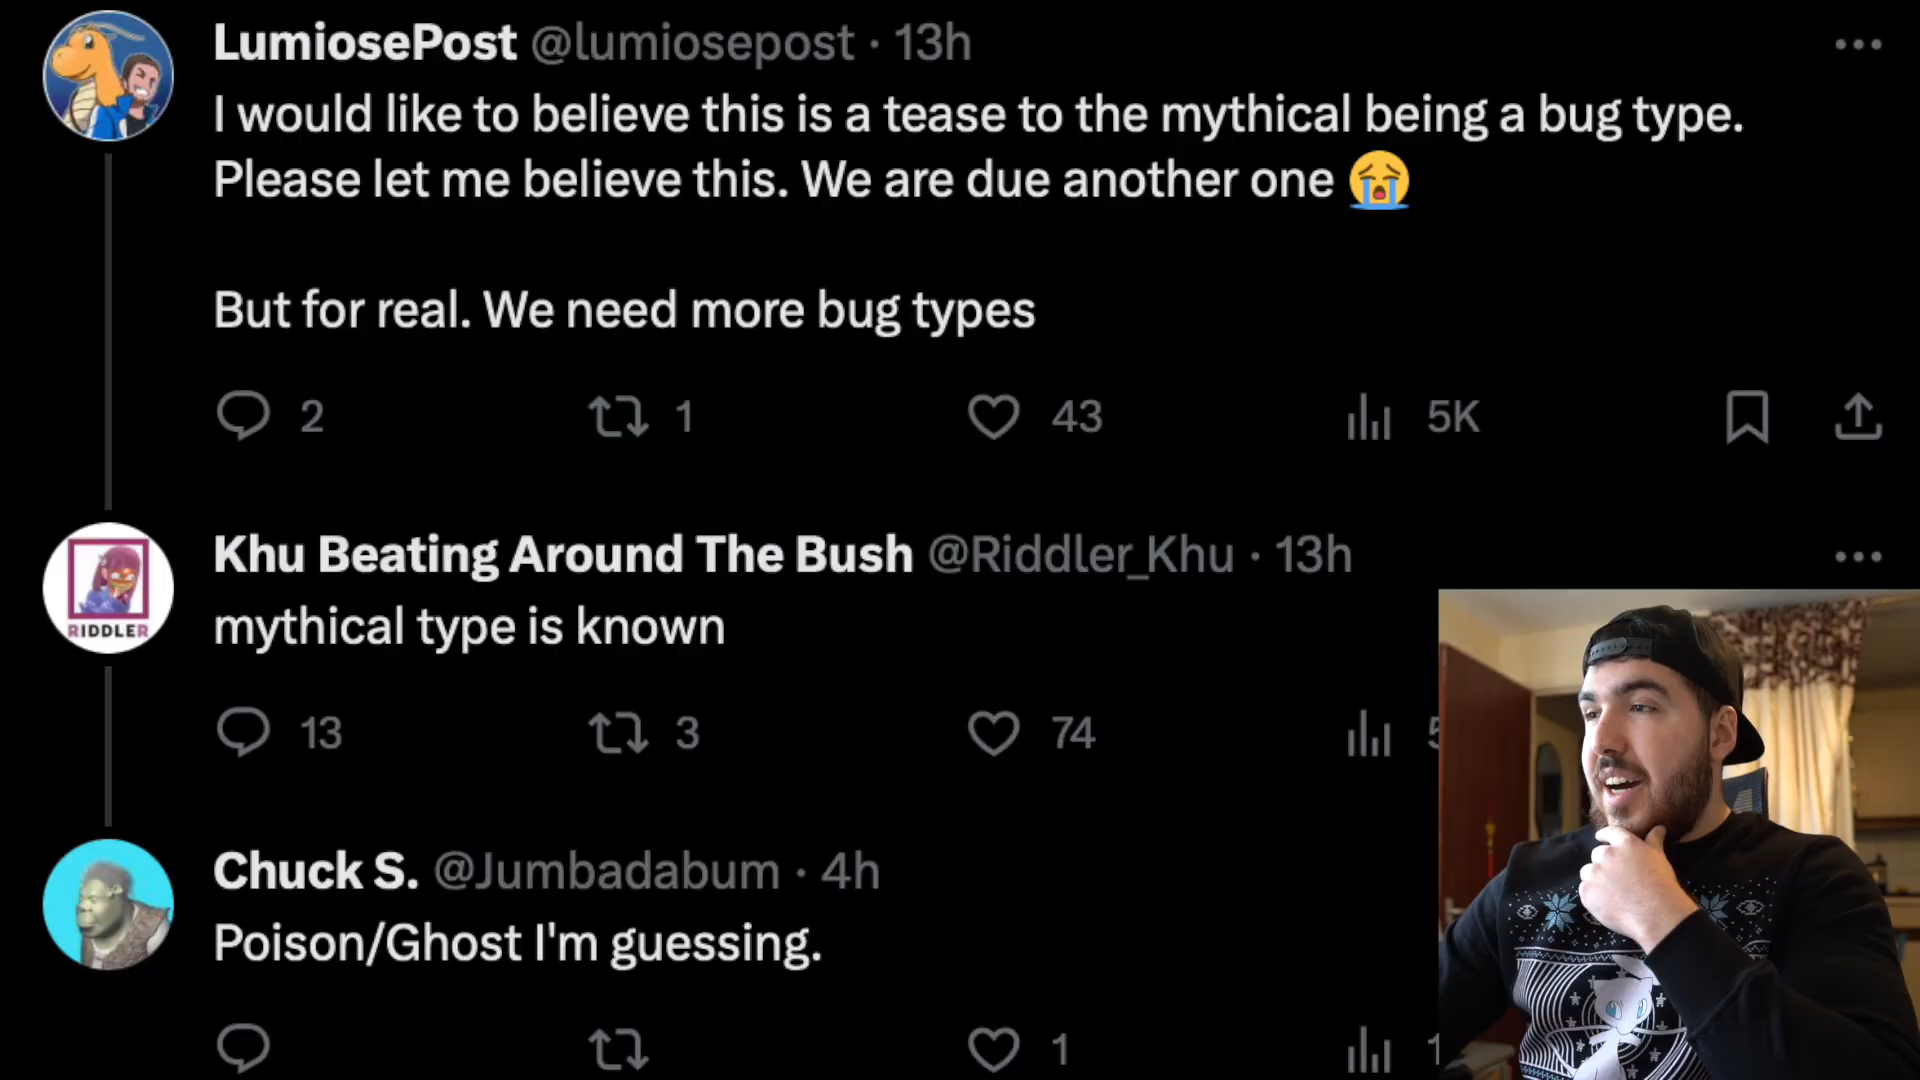 LumiosePost @lumiosepost · 13h
I would like to believe this is a tease to the mythical being a bug type.
Please let me believe this. We are due another one 😭
But for real. We need more bug types
2 1 43 5K
Khu Beating Around The Bush @Riddler_Khu · 13h
RIDDLER
mythical type is known
13 3 74
Chuck S. @Jumbadabum · 4h
Poison/Ghost I'm guessing.
1